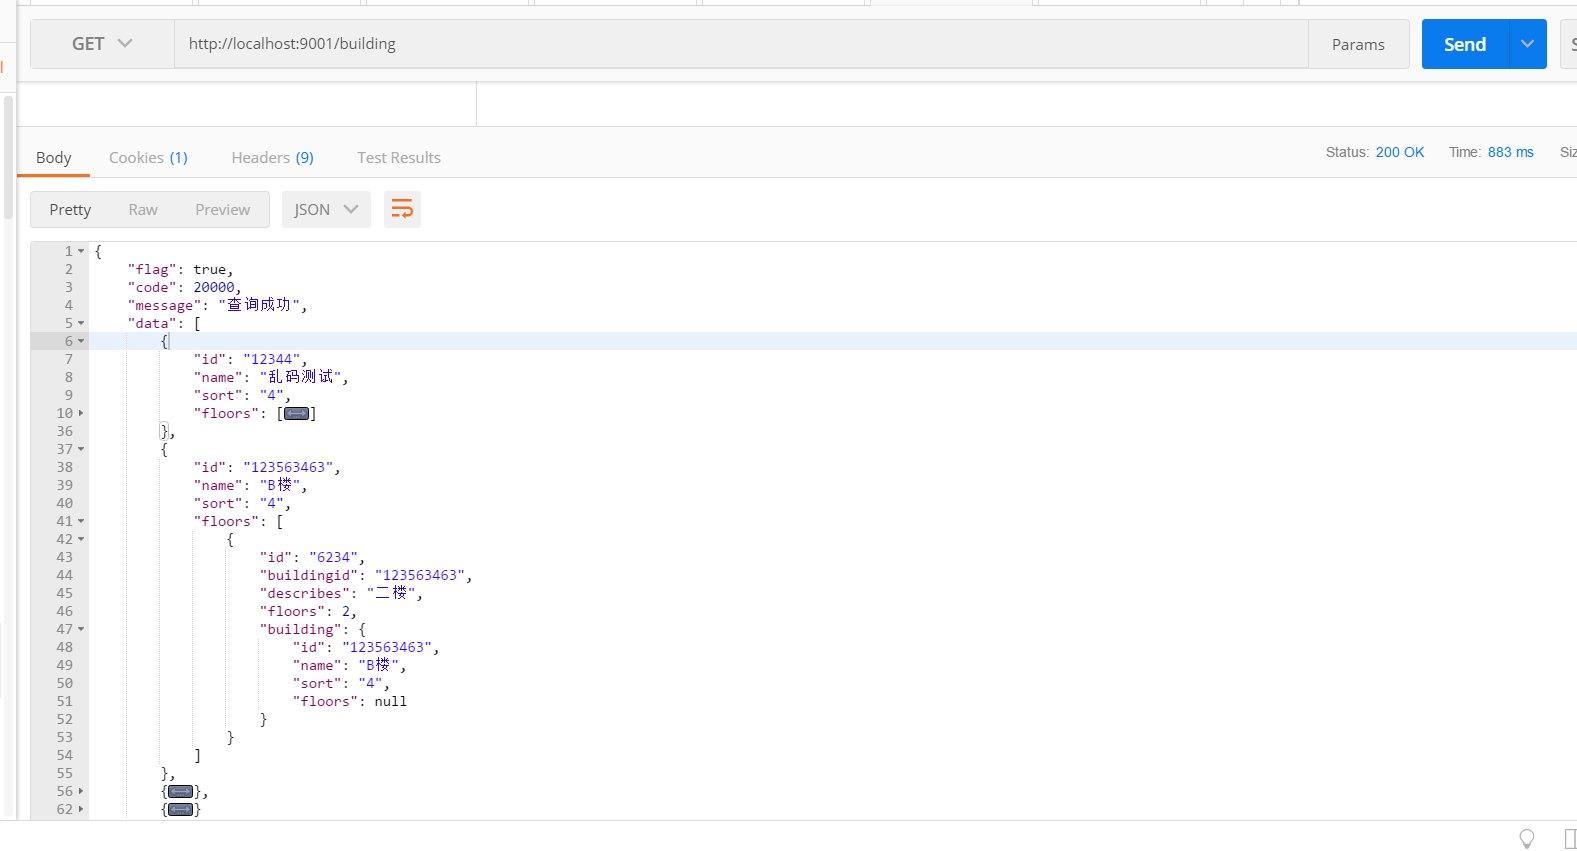 GET
http://localhost:9001/building
Params
Send
Body
Cookies (1)
Headers (9)
Test Results
Status: 200 OK
Time: 883 ms
Pretty
Raw
Preview
JSON
1 {
2 "flag": true,
3 "code": 20000,
4 "message": "查询成功",
5 "data": [
6 {
7 "id": "12344",
8 "name": "乱码测试",
9 "sort": "4",
10 "floors": [ ]
36 },
37 {
38 "id": "123563463",
39 "name": "B楼",
40 "sort": "4",
41 "floors": [
42 {
43 "id": "6234",
44 "buildingid": "123563463",
45 "describes": "二楼",
46 "floors": 2,
47 "building": {
48 "id": "123563463",
49 "name": "B楼",
50 "sort": "4",
51 "floors": null
52 }
53 }
54 ]
55 },
56 { },
62 { }